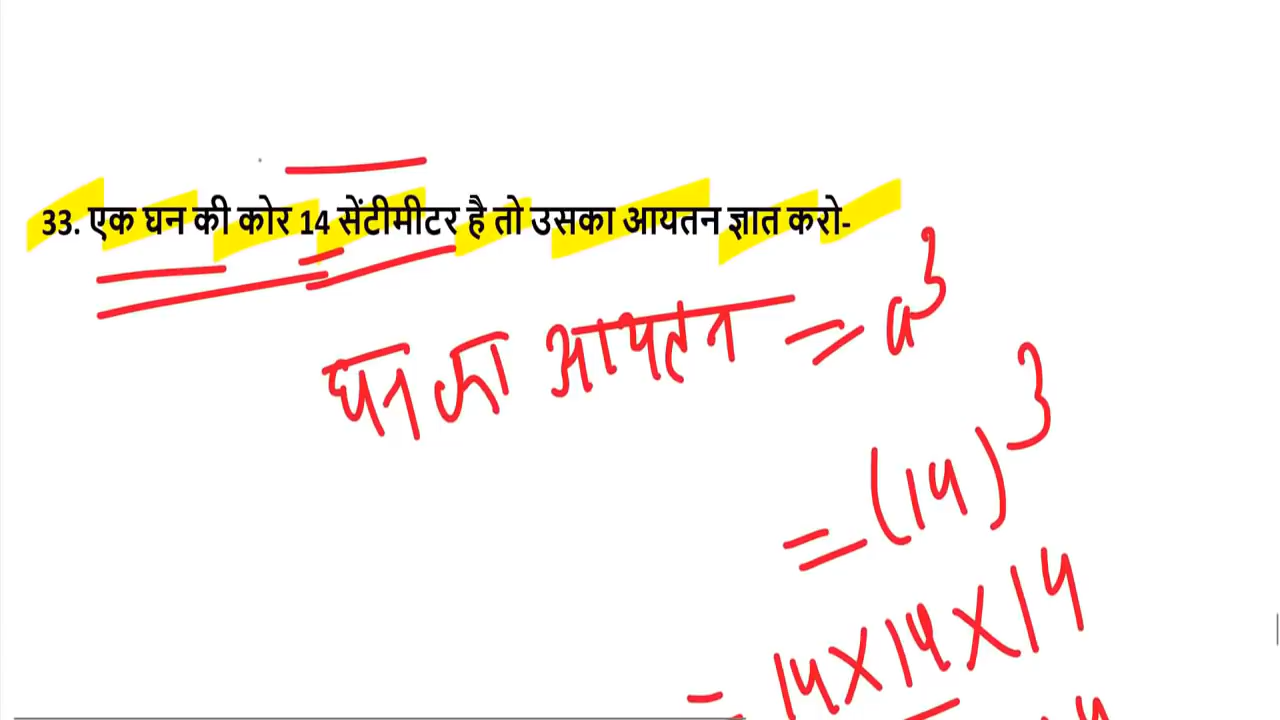 33. एक घन की कोर 14 सेंटीमीटर है तो उसका आयतन ज्ञात करो-
घन का आयतन = a³
= (14)³
= 14 × 14 × 14